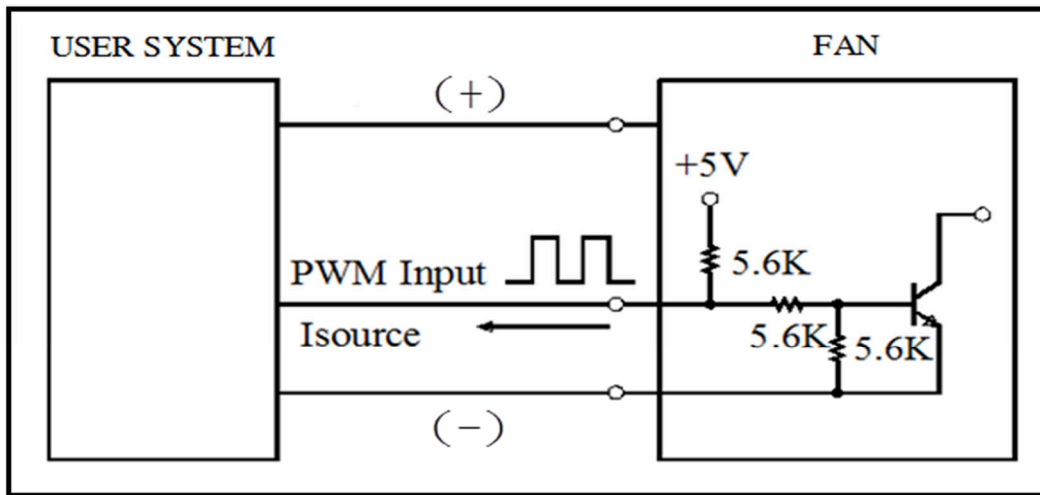 USER SYSTEM
FAN
(+)
+5V
5.6K
PWM Input
Isource
5.6K
5.6K
(−)